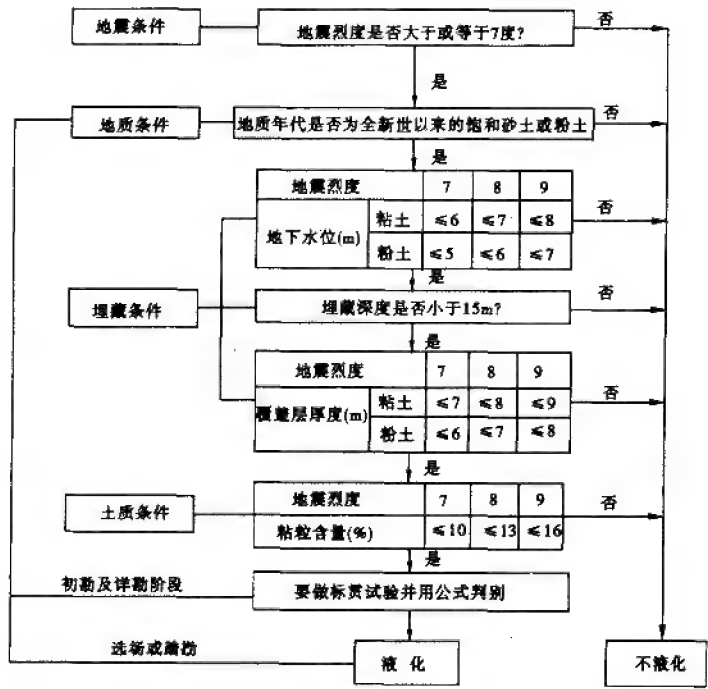 地震条件
地震烈度是否大于或等于7度?
否
是
地质条件
地质年代是否为全新世以来的饱和砂土或粉土
否
是
地震烈度 7 8 9
地下水位(m) 粘土 ≤6 ≤7 ≤8
否
粉土 ≤5 ≤6 ≤7
是
埋藏条件
埋藏深度是否小于15m?
否
是
地震烈度 7 8 9
覆盖层厚度(m) 粘土 ≤7 ≤8 ≤9
否
粉土 ≤6 ≤7 ≤8
是
土质条件
地震烈度 7 8 9
否
粘粒含量(%) ≤10 ≤13 ≤16
是
初勘及详勘阶段
要做标贯试验并用公式判别
选场或踏勘
液化
不液化